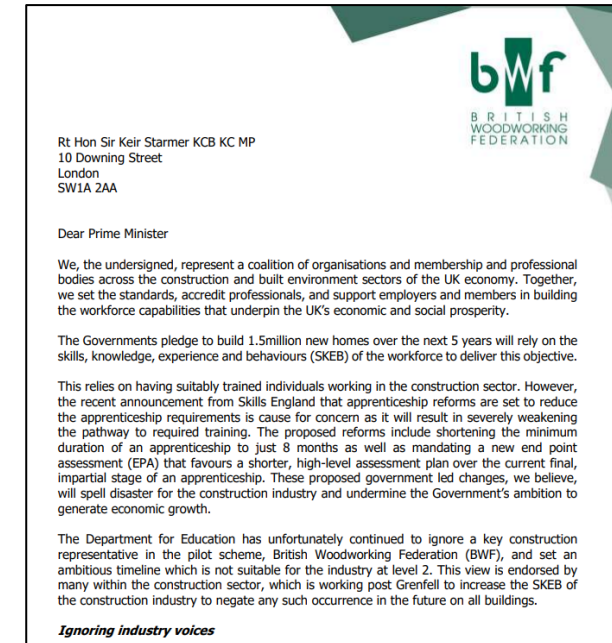 bwf
BRITISH
WOODWORKING
FEDERATION
Rt Hon Sir Keir Starmer KCB KC MP
10 Downing Street
London
SW1A 2AA
Dear Prime Minister
We, the undersigned, represent a coalition of organisations and membership and professional
bodies across the construction and built environment sectors of the UK economy. Together,
we set the standards, accredit professionals, and support employers and members in building
the workforce capabilities that underpin the UK's economic and social prosperity.
The Governments pledge to build 1.5million new homes over the next 5 years will rely on the
skills, knowledge, experience and behaviours (SKEB) of the workforce to deliver this objective.
This relies on having suitably trained individuals working in the construction sector. However,
the recent announcement from Skills England that apprenticeship reforms are set to reduce
the apprenticeship requirements is cause for concern as it will result in severely weakening
the pathway to required training. The proposed reforms include shortening the minimum
duration of an apprenticeship to just 8 months as well as mandating a new end point
assessment (EPA) that favours a shorter, high-level assessment plan over the current final,
impartial stage of an apprenticeship. These proposed government led changes, we believe,
will spell disaster for the construction industry and undermine the Government's ambition to
generate economic growth.
The Department for Education has unfortunately continued to ignore a key construction
representative in the pilot scheme, British Woodworking Federation (BWF), and set an
ambitious timeline which is not suitable for the industry at level 2. This view is endorsed by
many within the construction sector, which is working post Grenfell to increase the SKEB of
the construction industry to negate any such occurrence in the future on all buildings.
Ignoring industry voices